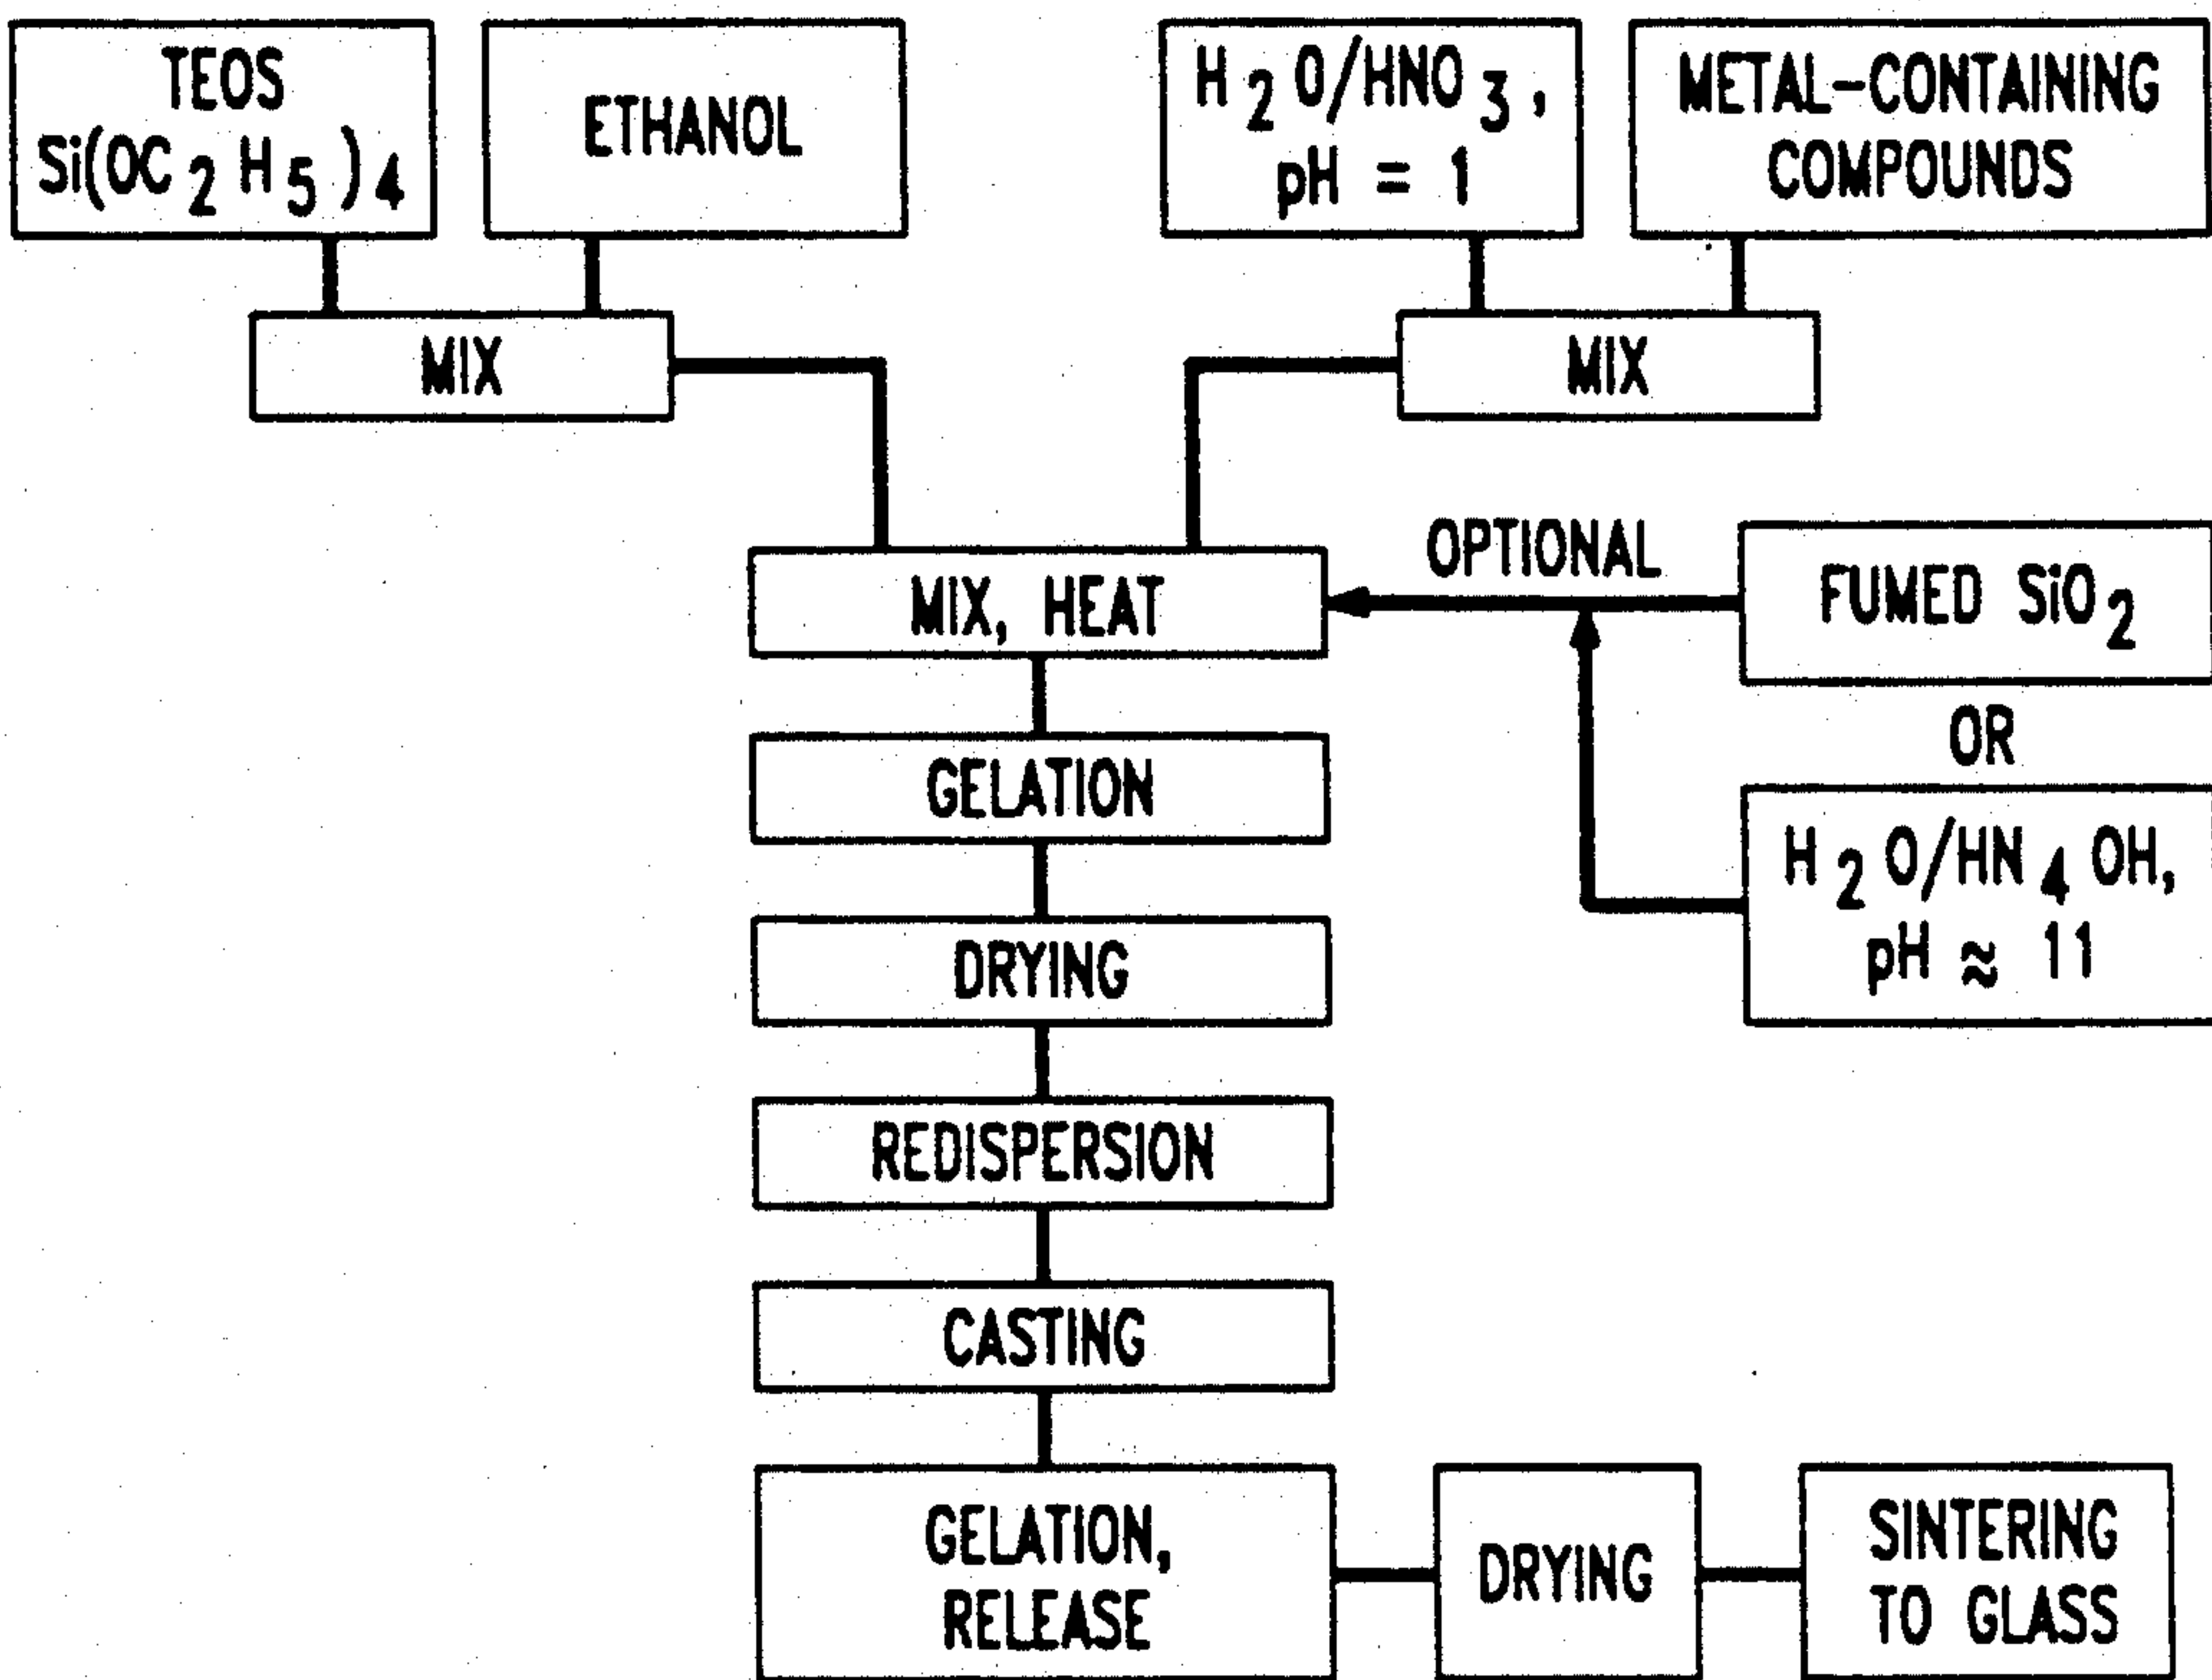 TEOS
Si(OC2H5)4
ETHANOL
H2O/HNO3,
pH = 1
METAL-CONTAINING
COMPOUNDS
MIX
MIX
OPTIONAL
MIX, HEAT
FUMED SiO2
OR
GELATION
H2O/HN4OH,
pH ≈ 11
DRYING
REDISPERSION
CASTING
GELATION,
RELEASE
DRYING
SINTERING
TO GLASS